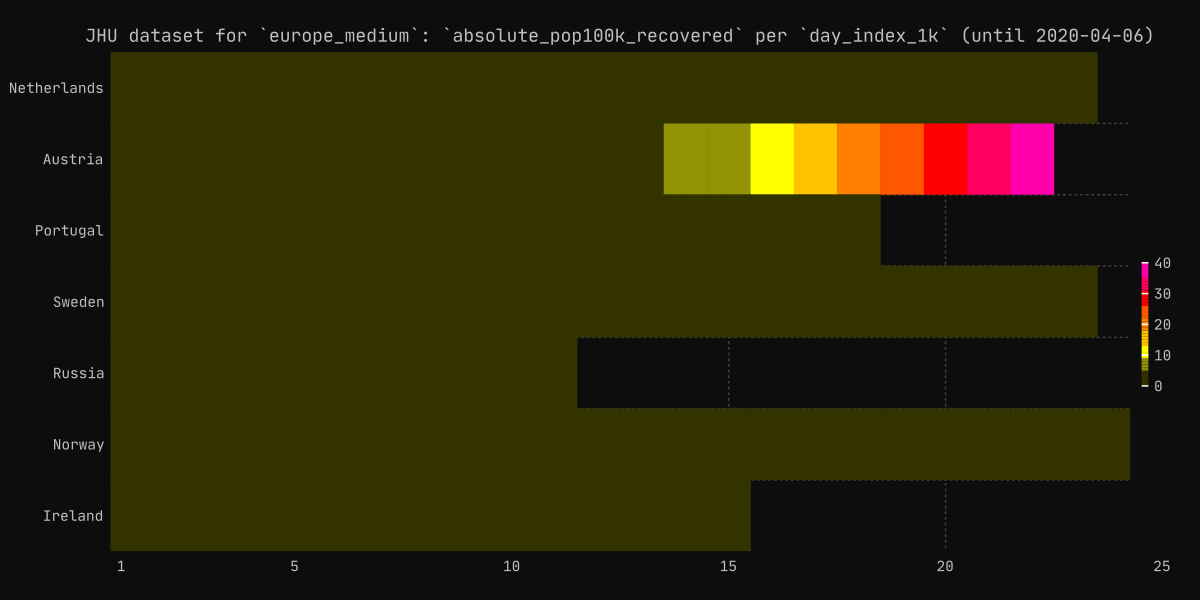 JHU dataset for `europe_medium`: `absolute_pop100k_recovered` per `day_index_1k` (until 2020-04-06)
Netherlands
Austria
Portugal
Sweden
Russia
Norway
Ireland
40
30
20
10
0
1 5 10 15 20 25